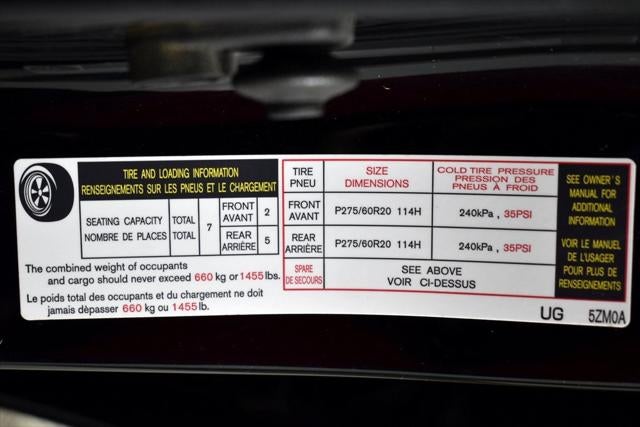 TIRE AND LOADING INFORMATION
RENSEIGNEMENTS SUR LES PNEUS ET LE CHARGEMENT
SEATING CAPACITY TOTAL 7 FRONT AVANT 2
NOMBRE DE PLACES TOTAL REAR ARRIÈRE 5
The combined weight of occupants
and cargo should never exceed 660 kg or 1455 lbs.
Le poids total des occupants et du chargement ne doit
jamais dèpasser 660 kg ou 1455 lb.
TIRE PNEU SIZE DIMENSIONS COLD TIRE PRESSURE PRESSION DES PNEUS À FROID
FRONT AVANT P275/60R20 114H 240kPa , 35PSI
REAR ARRIÈRE P275/60R20 114H 240kPa , 35PSI
SPARE DE SECOURS SEE ABOVE VOIR CI-DESSUS
SEE OWNER'S
MANUAL FOR
ADDITIONAL
INFORMATION
VOIR LE MANUEL
DE L'USAGER
POUR PLUS DE
RENSEIGNEMENTS
UG 5ZM0A